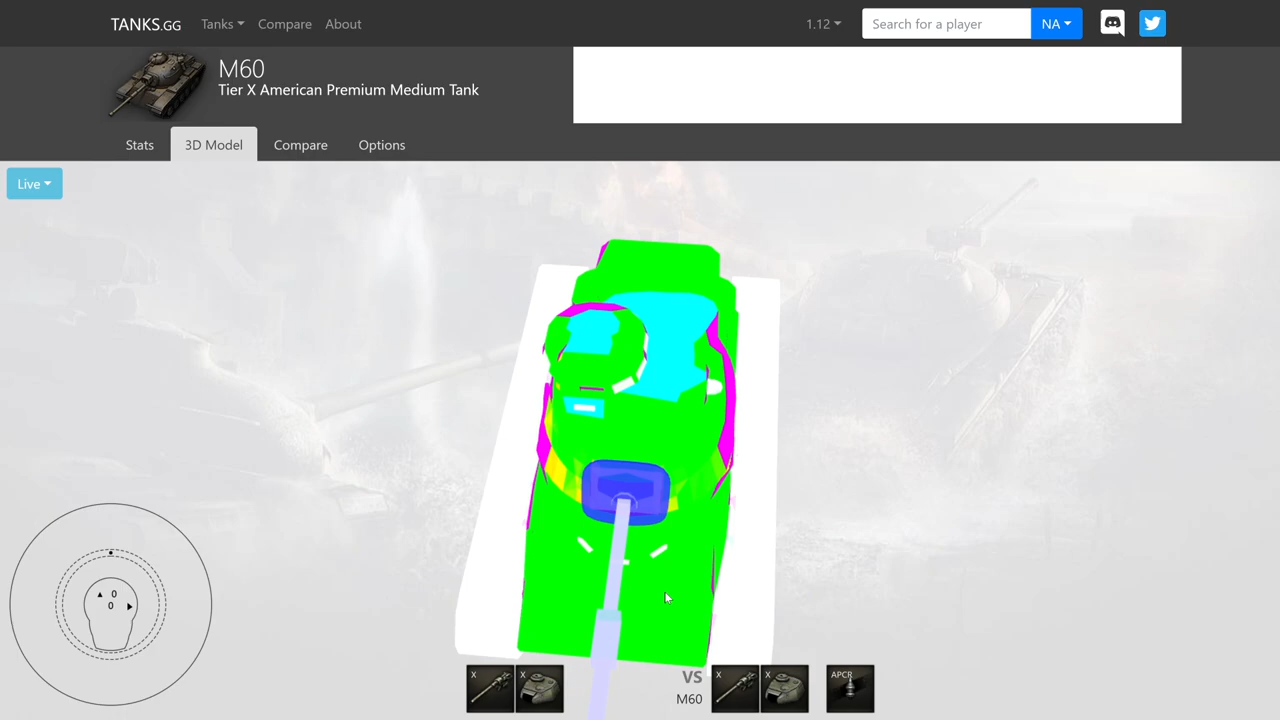 TANKS.GG Tanks Compare About 1.12 Search for a player NA
M60
Tier X American Premium Medium Tank
Stats 3D Model Compare Options
Live
0
0
X X VS X X APCR
M60